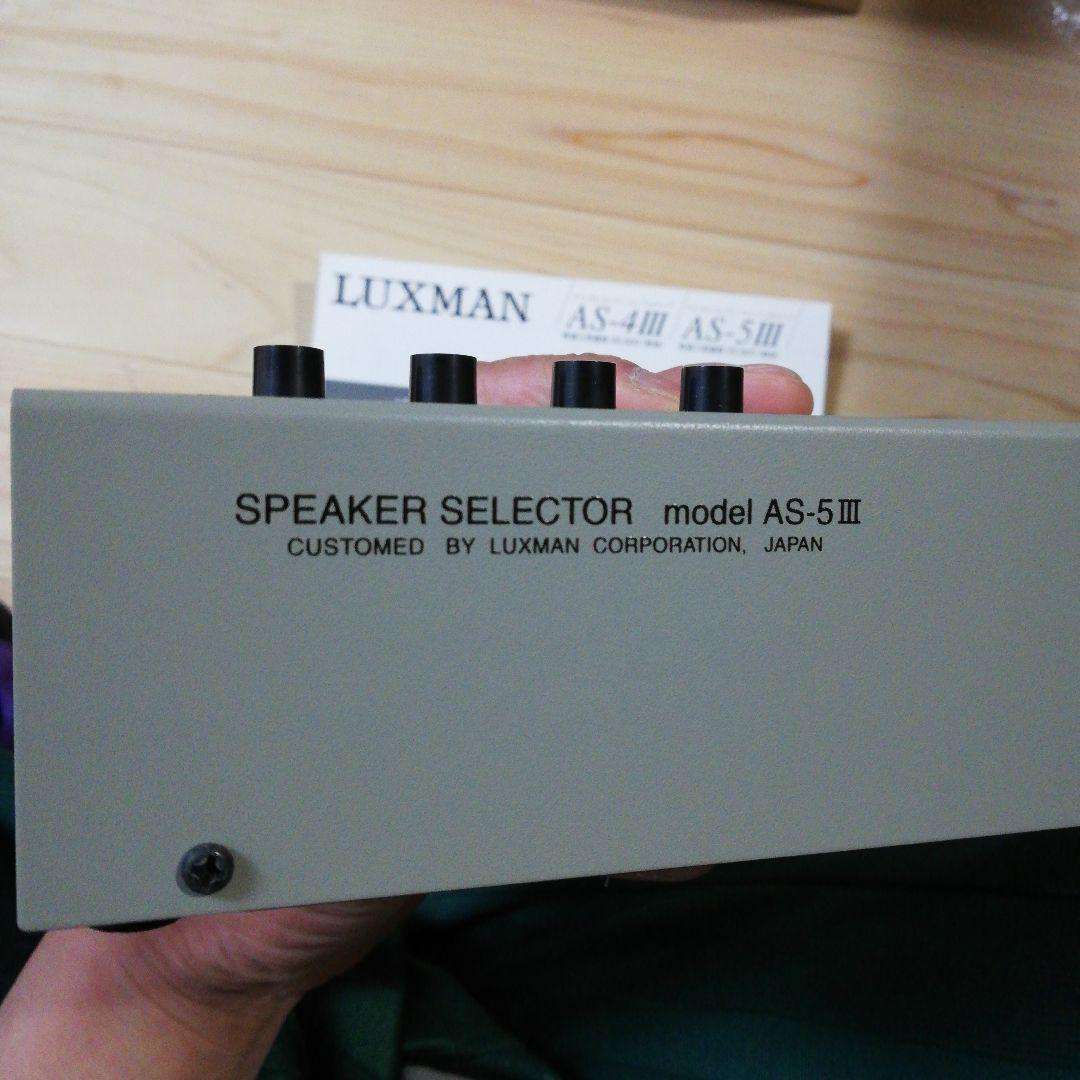 LUXMAN AS-4III AS-5III
SPEAKER SELECTOR model AS-5III
CUSTOMED BY LUXMAN CORPORATION, JAPAN